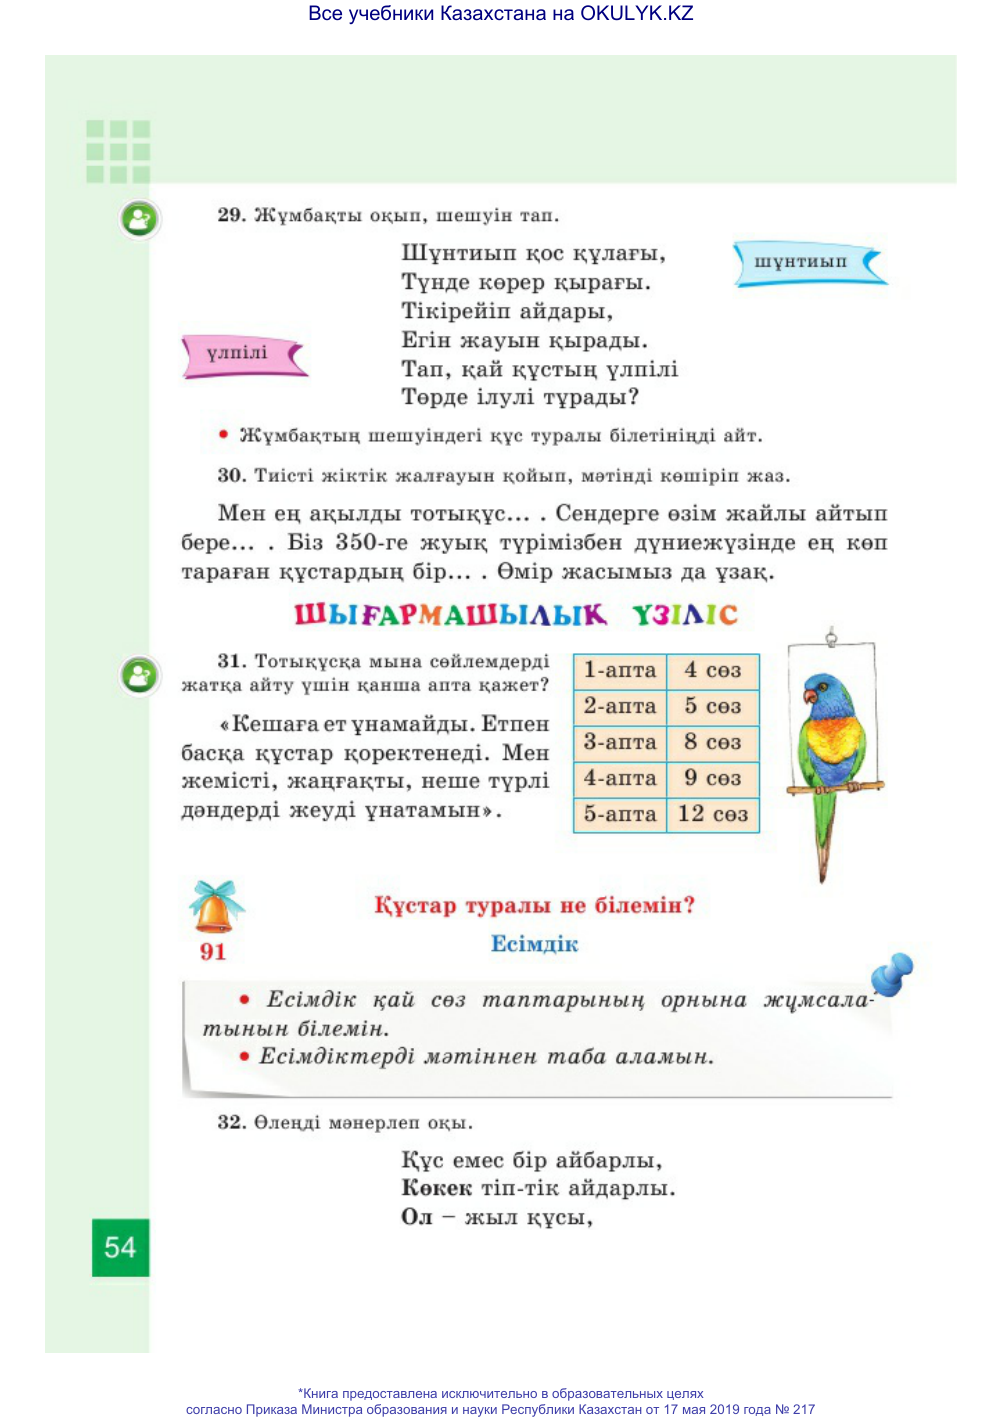 Все учебники Казахстана на OKULYK.KZ
29. Жұмбақты оқып, шешуін тап.
Шұнтиып қос құлағы,
Түнде көрер қырағы.
Тікірейіп айдары,
Егін жауын қырады.
Тап, қай құстың үлпілі
Төрде ілулі тұрады?
шұнтиып
үлпілі
• Жұмбақтың шешуіндегі құс туралы білетініңді айт.
30. Тиісті жіктік жалғауын қойып, мәтінді көшіріп жаз.
Мен ең ақылды тотықұс... . Сендерге өзім жайлы айтып
бере... . Біз 350-ге жуық түрімізбен дүниежүзінде ең көп
тараған құстардың бір... . Өмір жасымыз да ұзақ.
ШЫҒАРМАШЫЛЫҚ ҮЗІЛІС
31. Тотықұсқа мына сөйлемдерді
жатқа айту үшін қанша апта қажет?
«Кешаға ет ұнамайды. Етпен
басқа құстар қоректенеді. Мен
жемісті, жаңғақты, неше түрлі
дәндерді жеуді ұнатамын».
1-апта 4 сөз
2-апта 5 сөз
3-апта 8 сөз
4-апта 9 сөз
5-апта 12 сөз
91
Құстар туралы не білемін?
Есімдік
• Есімдік қай сөз таптарының орнына жұмсала-
тынын білемін.
• Есімдіктерді мәтіннен таба аламын.
32. Өлеңді мәнерлеп оқы.
Құс емес бір айбарлы,
Көкек тіп-тік айдарлы.
Ол – жыл құсы,
54
*Книга предоставлена исключительно в образовательных целях
согласно Приказа Министра образования и науки Республики Казахстан от 17 мая 2019 года № 217